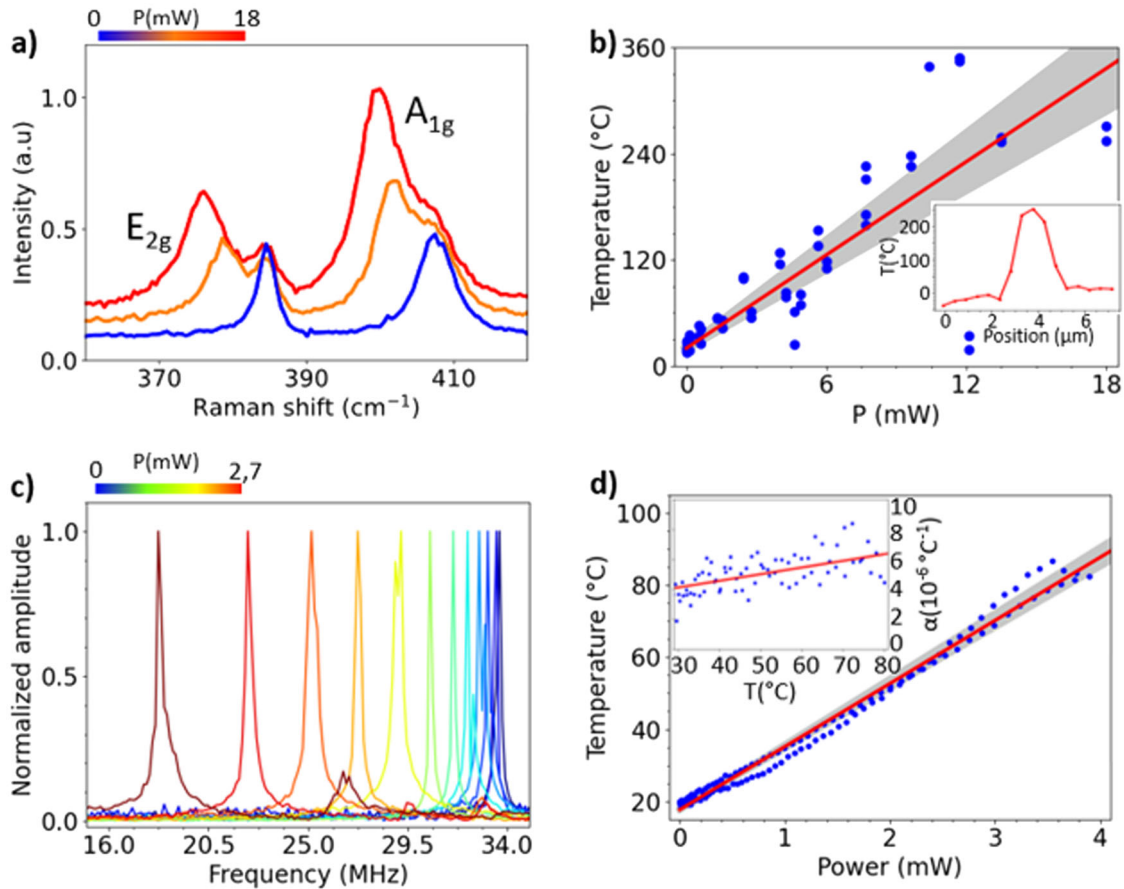 a)
0 P(mW) 18
Intensity (a.u)
1.0
0.5
0.0
E2g
A1g
370 390 410
Raman shift (cm⁻¹)
b)
Temperature (°C)
360
240
120
0
0 6 12 18
P (mW)
T(°C)
200
100
0
0 2 4 6
Position (μm)
c)
0 P(mW) 2,7
Normalized amplitude
1.0
0.5
0.0
16.0 20.5 25.0 29.5 34.0
Frequency (MHz)
d)
Temperature (°C)
100
80
60
40
20
0 1 2 3 4
Power (mW)
10
8
6
4
2
0
α(10⁻⁶ °C⁻¹)
30 40 50 60 70 80
T(°C)